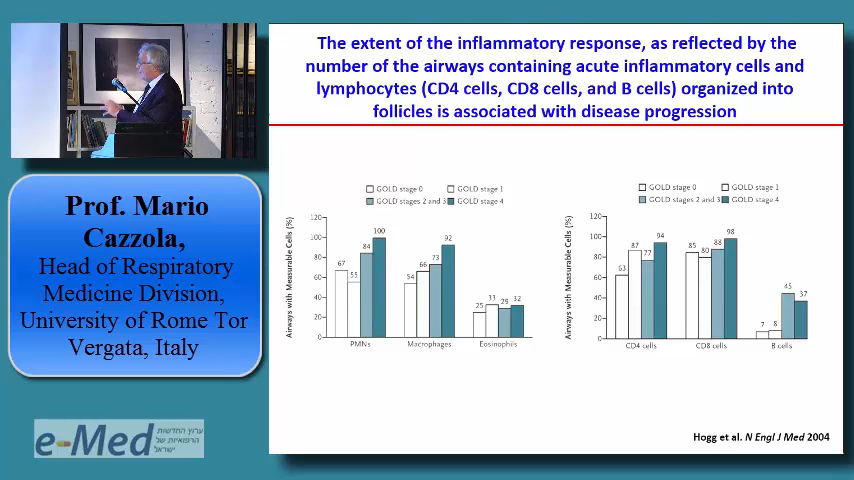 The extent of the inflammatory response, as reflected by the
number of the airways containing acute inflammatory cells and
lymphocytes (CD4 cells, CD8 cells, and B cells) organized into
follicles is associated with disease progression
Prof. Mario
Cazzola,
Head of Respiratory
Medicine Division,
University of Rome Tor
Vergata, Italy
e-Med
ערוץ החדשות
הרפואיות של
ישראל
GOLD stage 0 GOLD stage 1
GOLD stages 2 and 3 GOLD stage 4
Airways with Measurable Cells (%)
120
100
80
60
40
20
0
67 55 84 100
54 66 73 92
25 33 29 32
PMNs Macrophages Eosinophils
GOLD stage 0 GOLD stage 1
GOLD stages 2 and 3 GOLD stage 4
Airways with Measurable Cells (%)
120
100
80
60
40
20
0
63 87 77 94
85 80 88 98
7 8 45 37
CD4 cells CD8 cells B cells
Hogg et al. N Engl J Med 2004